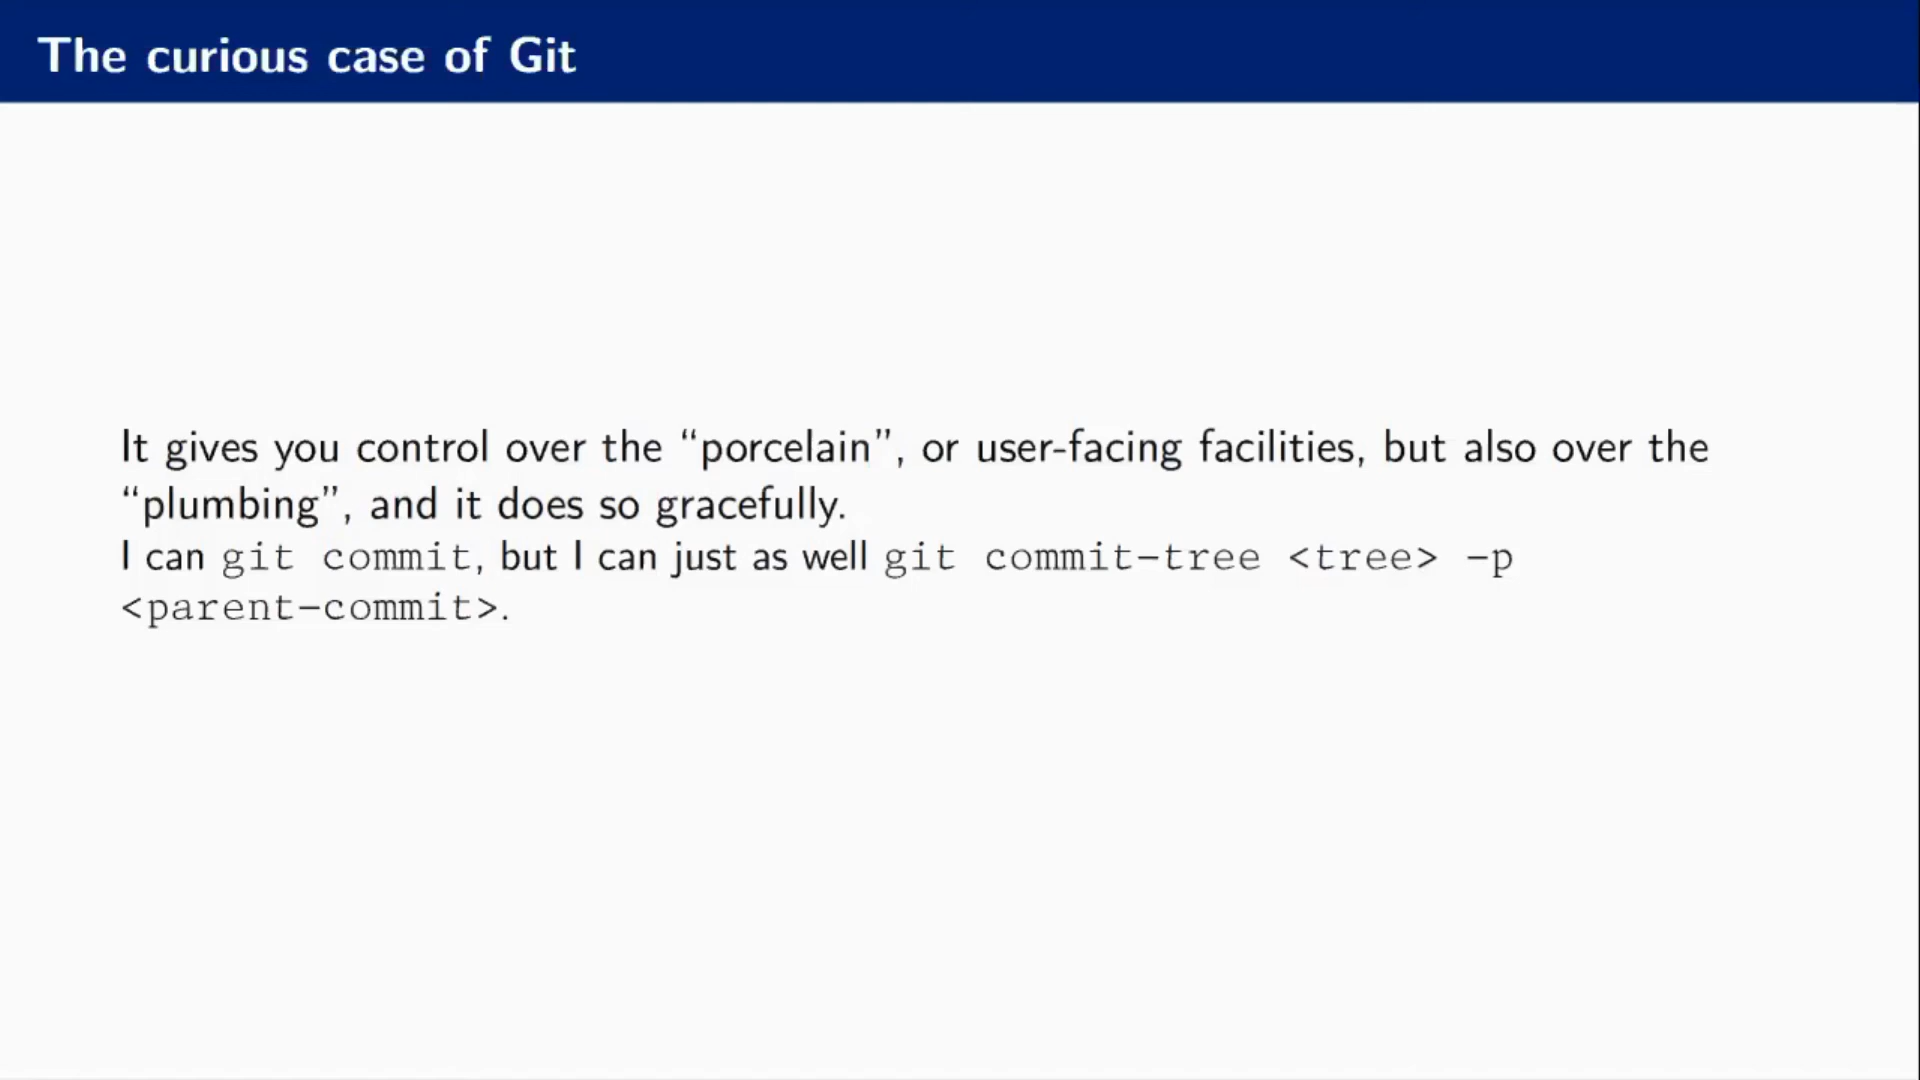 The curious case of Git
It gives you control over the “porcelain”, or user-facing facilities, but also over the
“plumbing”, and it does so gracefully.
I can git commit, but I can just as well git commit-tree <tree> -p
<parent-commit>.